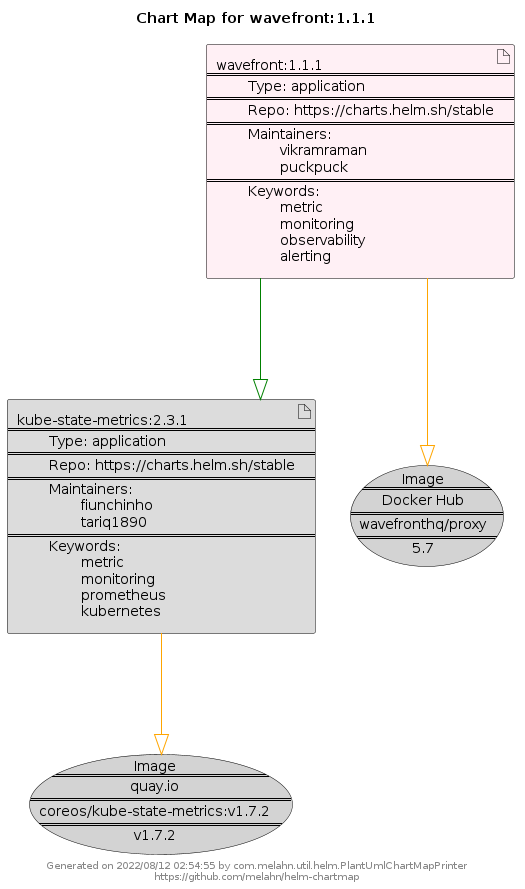 Chart Map for wavefront:1.1.1
wavefront:1.1.1
Type: application
Repo: https://charts.helm.sh/stable
Maintainers:
vikramraman
puckpuck
Keywords:
metric
monitoring
observability
alerting
kube-state-metrics:2.3.1
Type: application
Repo: https://charts.helm.sh/stable
Maintainers:
fiunchinho
tariq1890
Keywords:
metric
monitoring
prometheus
kubernetes
Image
Docker Hub
wavefronthq/proxy
5.7
Image
quay.io
coreos/kube-state-metrics:v1.7.2
v1.7.2
Generated on 2022/08/12 02:54:55 by com.melahn.util.helm.PlantUmlChartMapPrinter
https://github.com/melahn/helm-chartmap